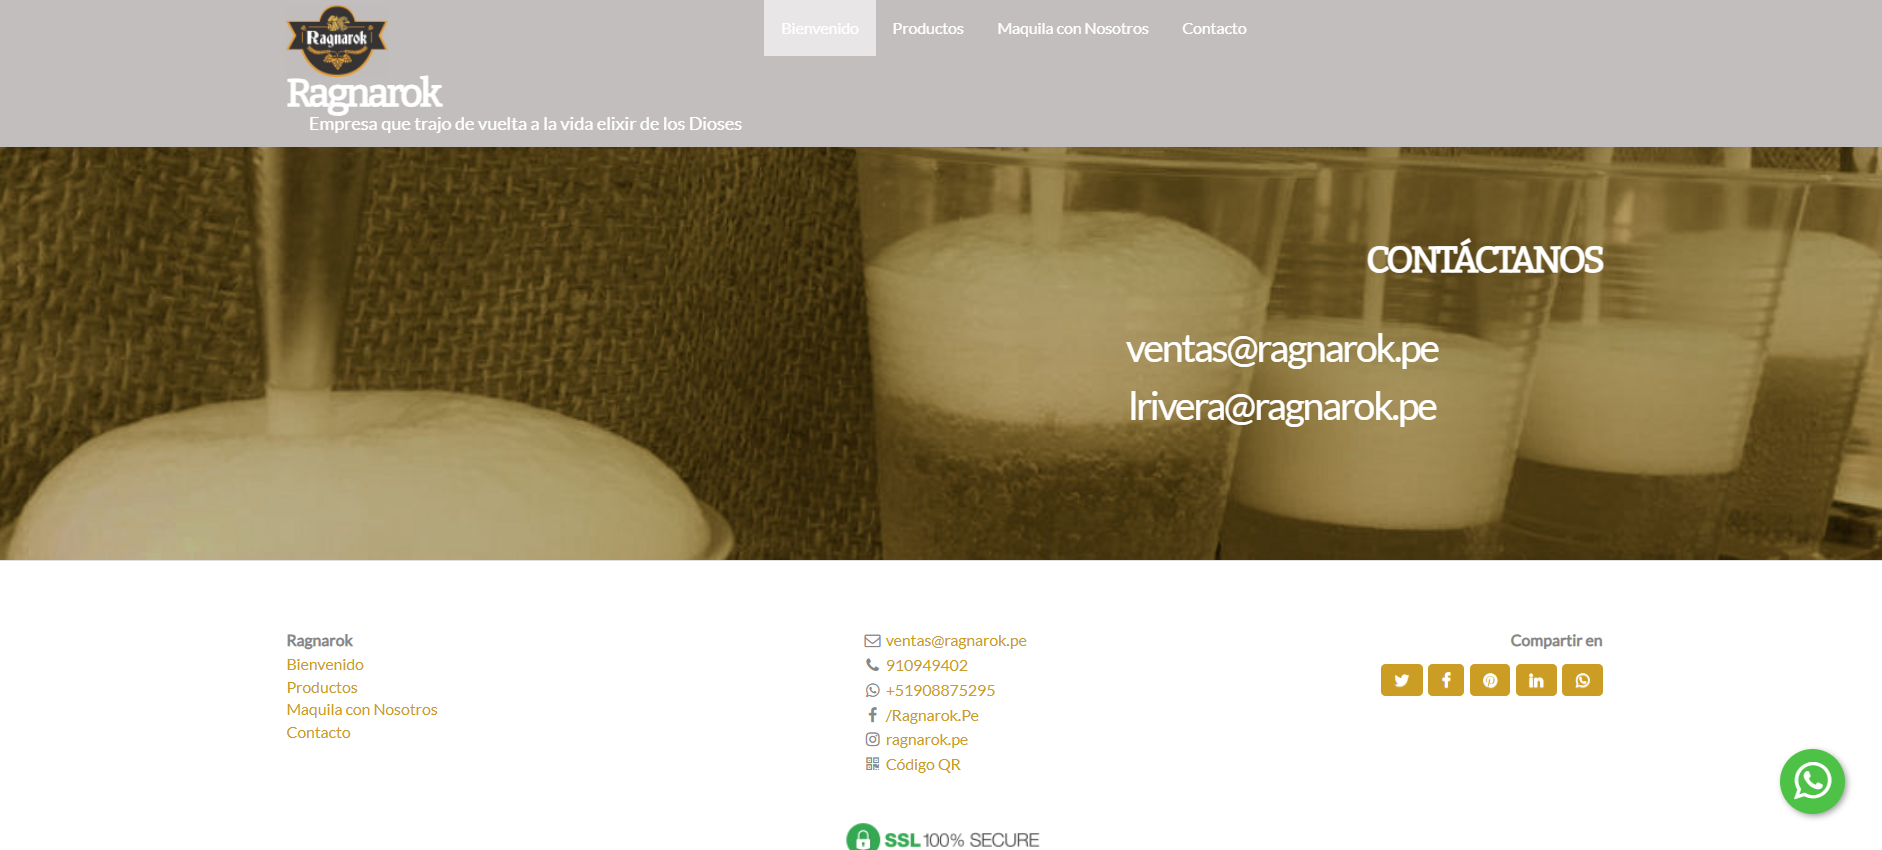 Ragnarok
Bienvenido
Productos
Maquila con Nosotros
Contacto
Ragnarok
Empresa que trajo de vuelta a la vida elixir de los Dioses
CONTÁCTANOS
ventas@ragnarok.pe
lrivera@ragnarok.pe
Ragnarok
Bienvenido
Productos
Maquila con Nosotros
Contacto
ventas@ragnarok.pe
910949402
+51908875295
/Ragnarok.Pe
ragnarok.pe
Código QR
Compartir en
SSL 100% SECURE